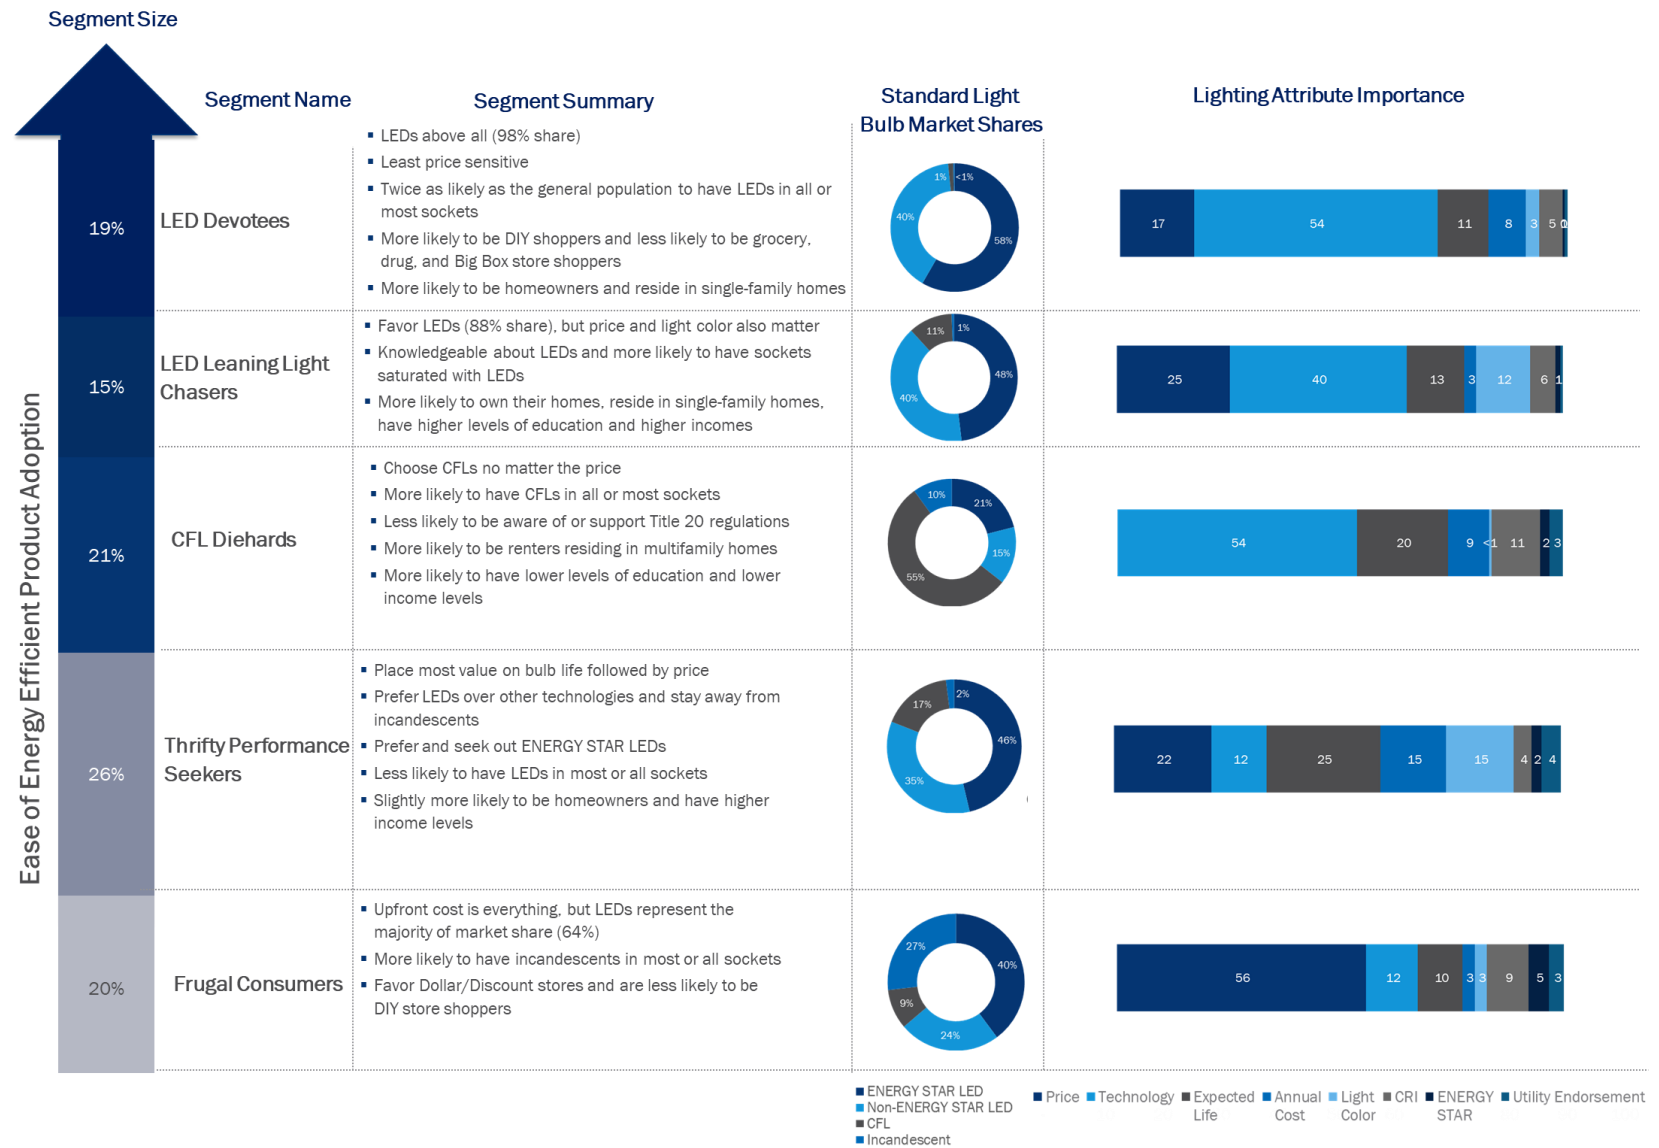 Segment Size
Segment Name
Segment Summary
Standard Light
Bulb Market Shares
Lighting Attribute Importance
Ease of Energy Efficient Product Adoption
19%
LED Devotees
▪ LEDs above all (98% share)
▪ Least price sensitive
▪ Twice as likely as the general population to have LEDs in all or
most sockets
▪ More likely to be DIY shoppers and less likely to be grocery,
drug, and Big Box store shoppers
▪ More likely to be homeowners and reside in single-family homes
1% <1%
40%
58%
17 54 11 8 3 5
15%
LED Leaning Light
Chasers
▪ Favor LEDs (88% share), but price and light color also matter
▪ Knowledgeable about LEDs and more likely to have sockets
saturated with LEDs
▪ More likely to own their homes, reside in single-family homes,
have higher levels of education and higher incomes
11% 1%
48%
40%
25 40 13 3 12 6 1
21%
CFL Diehards
▪ Choose CFLs no matter the price
▪ More likely to have CFLs in all or most sockets
▪ Less likely to be aware of or support Title 20 regulations
▪ More likely to be renters residing in multifamily homes
▪ More likely to have lower levels of education and lower
income levels
10% 21%
15%
55%
54 20 9 <1 11 2 3
26%
Thrifty Performance
Seekers
▪ Place most value on bulb life followed by price
▪ Prefer LEDs over other technologies and stay away from
incandescents
▪ Prefer and seek out ENERGY STAR LEDs
▪ Less likely to have LEDs in most or all sockets
▪ Slightly more likely to be homeowners and have higher
income levels
2%
17%
46%
35%
22 12 25 15 15 4 2 4
20%
Frugal Consumers
▪ Upfront cost is everything, but LEDs represent the
majority of market share (64%)
▪ More likely to have incandescents in most or all sockets
▪ Favor Dollar/Discount stores and are less likely to be
DIY store shoppers
27%
40%
9%
24%
56 12 10 3 3 9 5 3
ENERGY STAR LED
Non-ENERGY STAR LED
CFL
Incandescent
Price Technology Expected Annual Light CRI ENERGY Utility Endorsement
Life Cost Color STAR